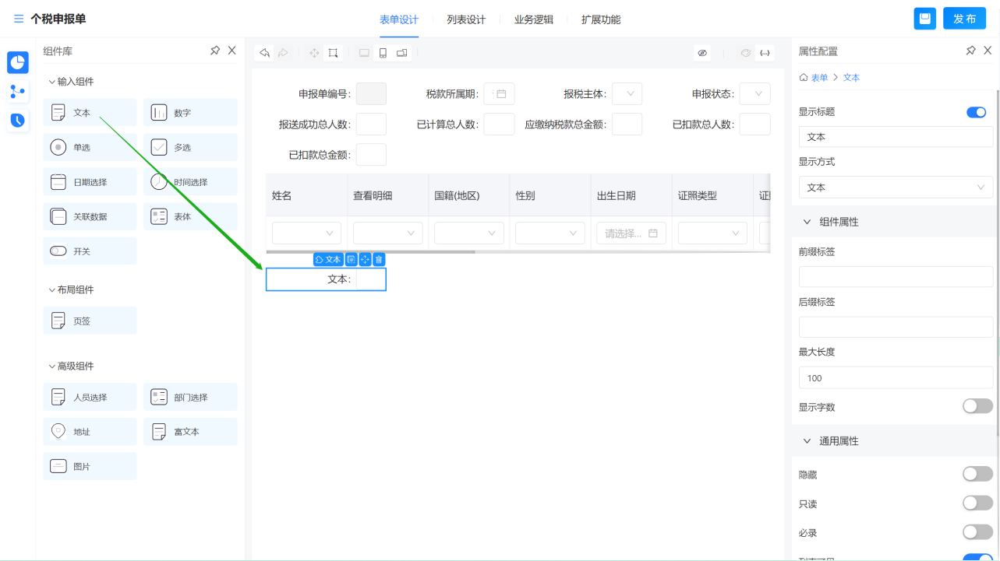 个税申报单
表单设计
列表设计
业务逻辑
扩展功能
发 布
组件库
输入组件
文本
数字
单选
多选
日期选择
时间选择
关联数据
表体
开关
布局组件
页签
高级组件
人员选择
部门选择
地址
富文本
图片
申报单编号:
税款所属期:
报税主体:
申报状态:
报送成功总人数:
已计算总人数:
应缴纳税款总金额:
已扣款总人数:
已扣款总金额:
姓名
查看明细
国籍(地区)
性别
出生日期
证照类型
请选择...
文本
文本:
属性配置
表单 > 文本
显示标题
文本
显示方式
文本
组件属性
前缀标签
后缀标签
最大长度
100
显示字数
通用属性
隐藏
只读
必录